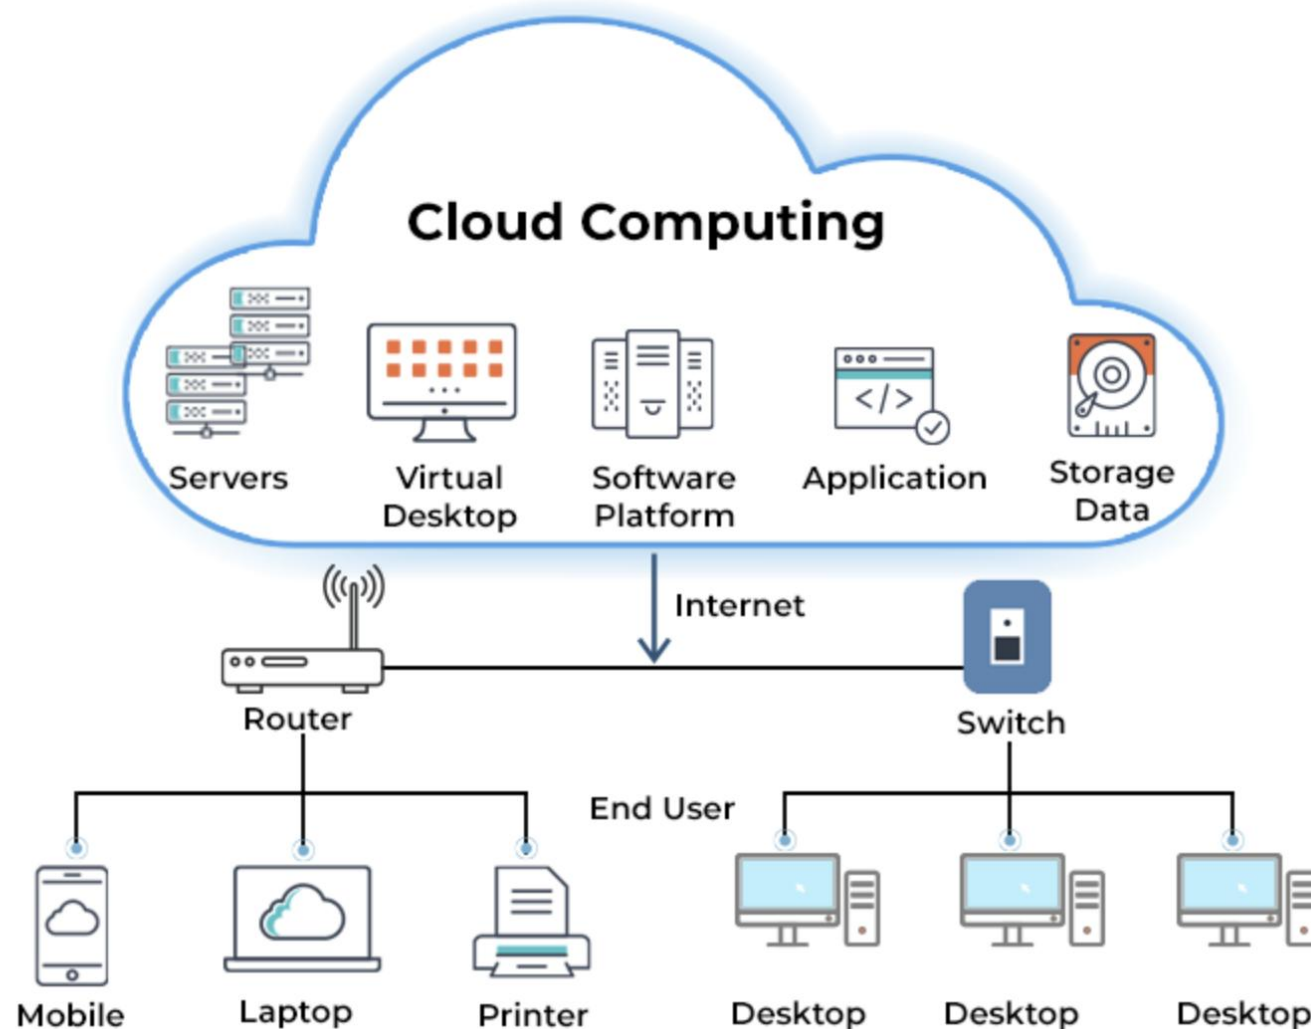 Cloud Computing
Servers
Virtual
Desktop
Software
Platform
Application
Storage
Data
Internet
Router
Switch
End User
Mobile
Laptop
Printer
Desktop
Desktop
Desktop